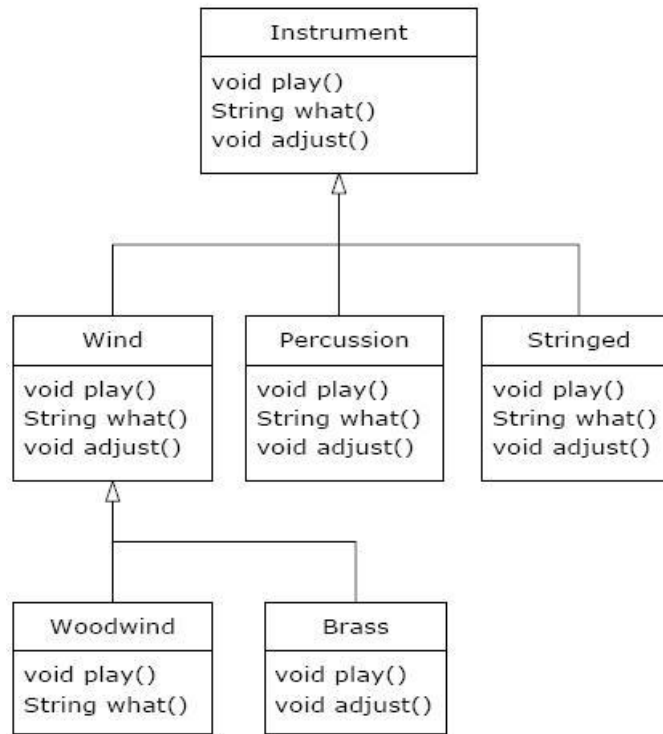 Instrument
void play()
String what()
void adjust()
Wind
void play()
String what()
void adjust()
Percussion
void play()
String what()
void adjust()
Stringed
void play()
String what()
void adjust()
Woodwind
void play()
String what()
Brass
void play()
void adjust()